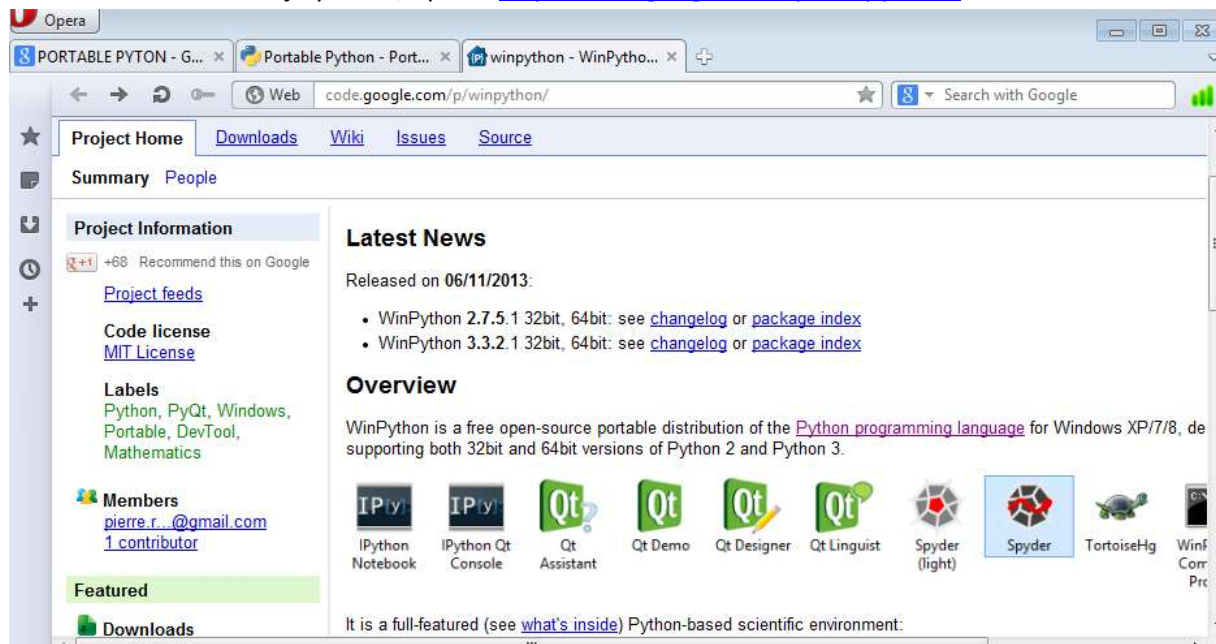 Opera
PORTABLE PYTON - G...
Portable Python - Port...
winpython - WinPytho...
Web
code.google.com/p/winpython/
Search with Google
Project Home
Downloads
Wiki
Issues
Source
Summary
People
Project Information
+1 +68 Recommend this on Google
Project feeds
Code license
MIT License
Labels
Python, PyQt, Windows,
Portable, DevTool,
Mathematics
Members
pierre.r...@gmail.com
1 contributor
Featured
Downloads
Latest News
Released on 06/11/2013:
• WinPython 2.7.5.1 32bit, 64bit: see changelog or package index
• WinPython 3.3.2.1 32bit, 64bit: see changelog or package index
Overview
WinPython is a free open-source portable distribution of the Python programming language for Windows XP/7/8, de
supporting both 32bit and 64bit versions of Python 2 and Python 3.
IPython
Notebook
IPython Qt
Console
Qt
Assistant
Qt Demo
Qt Designer
Qt Linguist
Spyder
(light)
Spyder
TortoiseHg
It is a full-featured (see what's inside) Python-based scientific environment: